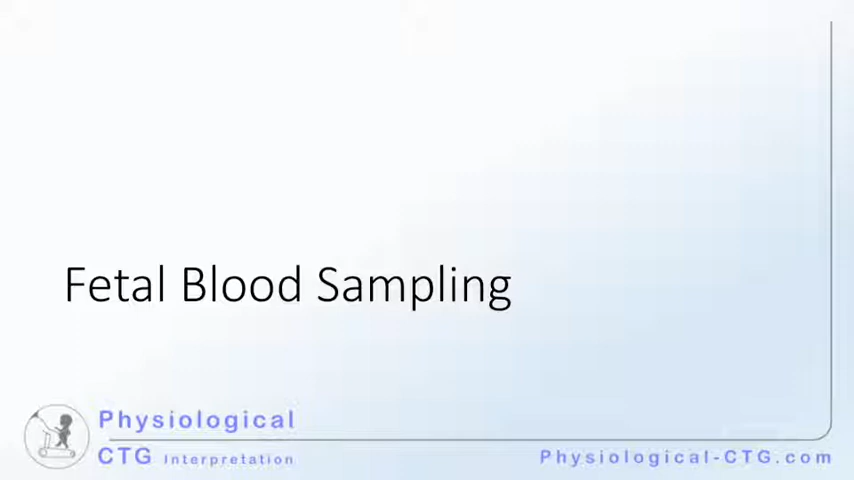 Fetal Blood Sampling
Physiological
CTG Interpretation
Physiological-CTG.com